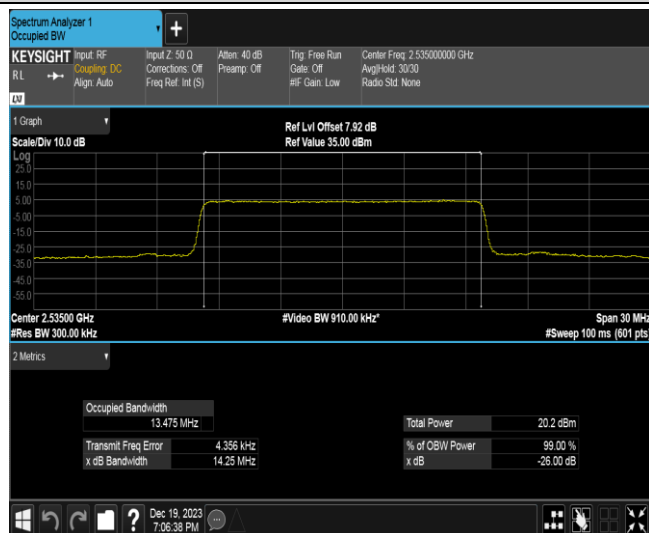 Spectrum Analyzer 1
Occupied BW
+
KEYSIGHT
RL
LXI
Input: RF
Coupling: DC
Align: Auto
Input Z: 50 Ω
Corrections: Off
Freq Ref: Int (S)
Atten: 40 dB
Preamp: Off
Trig: Free Run
Gate: Off
#IF Gain: Low
Center Freq: 2.535000000 GHz
Avg|Hold: 30/30
Radio Std: None
1 Graph
Scale/Div 10.0 dB
Ref Lvl Offset 7.92 dB
Ref Value 35.00 dBm
Log
25.0
15.0
5.00
-5.00
-15.0
-25.0
-35.0
-45.0
-55.0
Center 2.53500 GHz
#Video BW 910.00 kHz*
Span 30 MHz
#Res BW 300.00 kHz
#Sweep 100 ms (601 pts)
2 Metrics
Occupied Bandwidth
13.475 MHz
Transmit Freq Error 4.356 kHz
x dB Bandwidth 14.25 MHz
Total Power 20.2 dBm
% of OBW Power 99.00 %
x dB -26.00 dB
?
Dec 19, 2023
7:06:38 PM